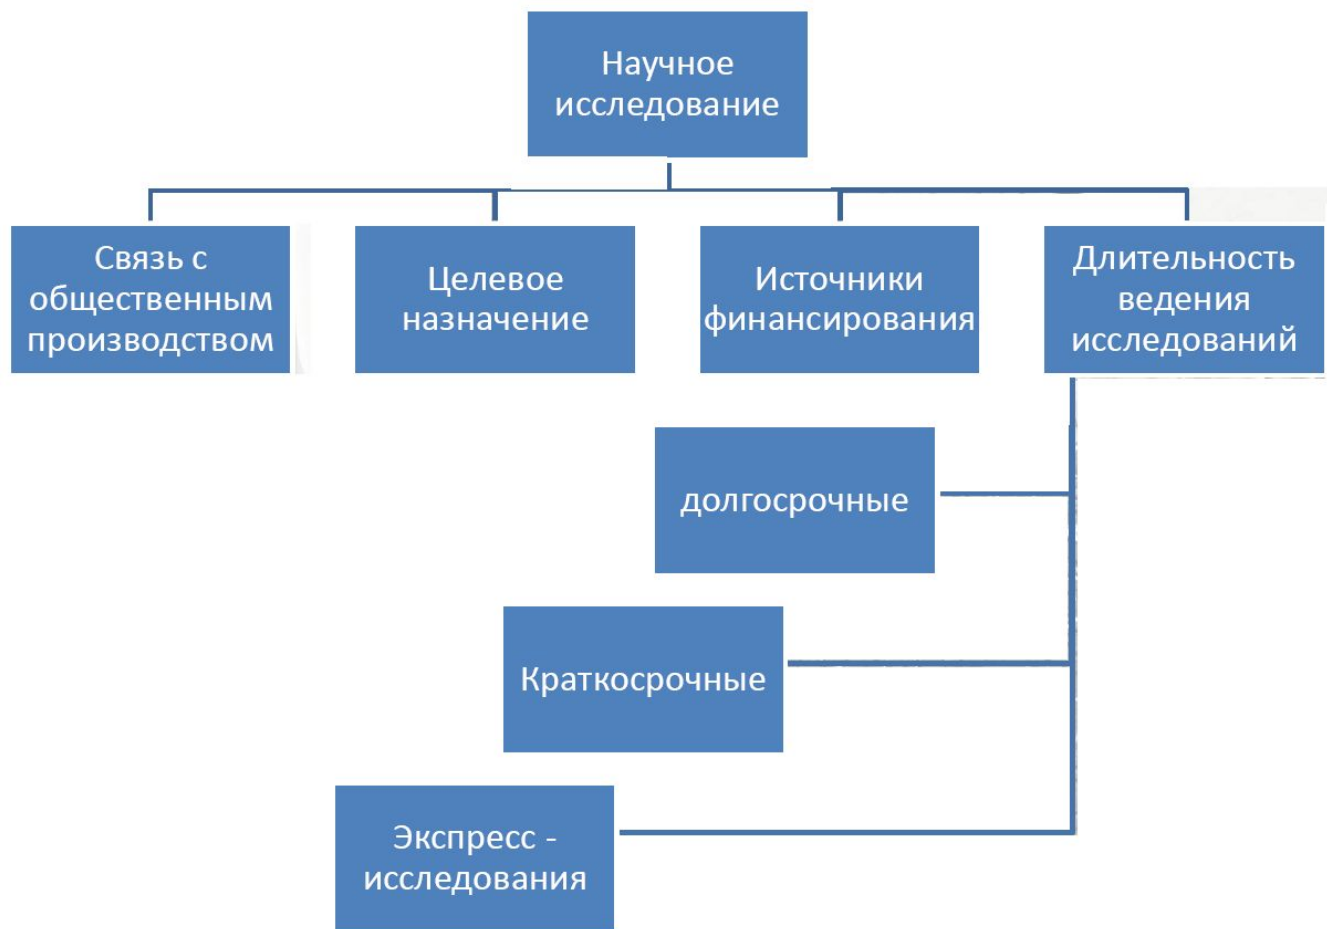 Научное
исследование
Связь с
общественным
производством
Целевое
назначение
Источники
финансирования
Длительность
ведения
исследований
долгосрочные
Краткосрочные
Экспресс -
исследования